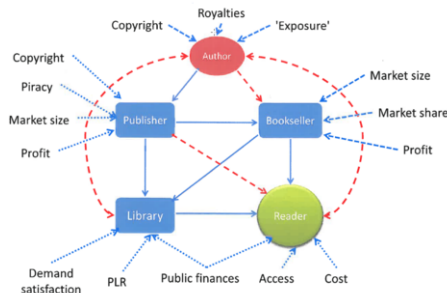 Royalties
Copyright
'Exposure'
Author
Copyright
Piracy
Market size
Profit
Publisher
Bookseller
Market size
Market share
Profit
Library
Reader
Demand
satisfaction
PLR
Public finances
Access
Cost